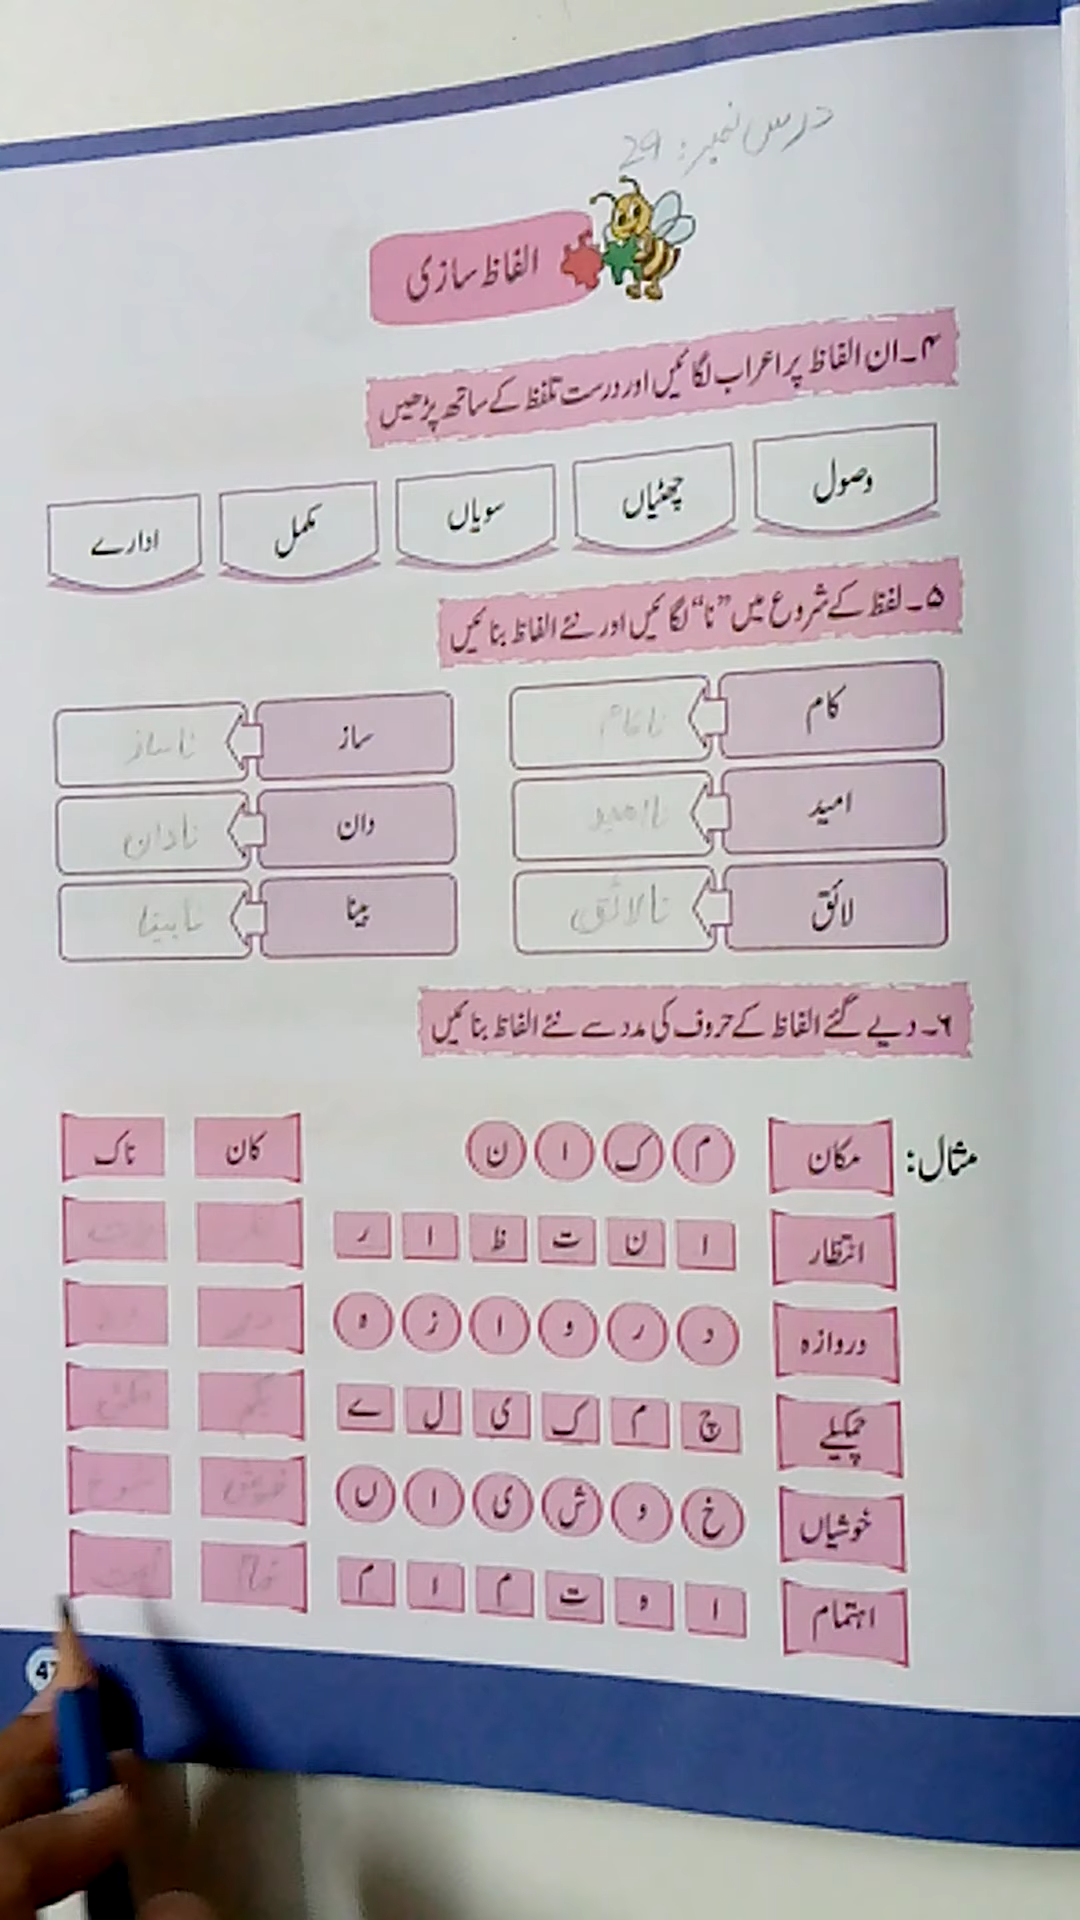 درس نمبر: 29
الفاظ سازی
۴۔ ان الفاظ پر اعراب لگائیں اور درست تلفظ کے ساتھ پڑھیں
وصول چھٹیاں سویاں مکمل ادارے
۵۔ لفظ کے شروع میں "نا" لگائیں اور نئے الفاظ بنائیں
کام ناکام ساز ناساز
امید ناامید دان نادان
لائق نالائق بینا نابینا
۶۔ دیے گئے الفاظ کے حروف کی مدد سے نئے الفاظ بنائیں
مثال: مکان م ک ا ن کان ناک
انتظار ا ن ت ظ ا ر
دروازہ د ر و ا ز ہ
چمکیلے چ م ک ی ل ے
خوشیاں خ و ش ی ا ں
اہتمام ا ہ ت م ا م
47